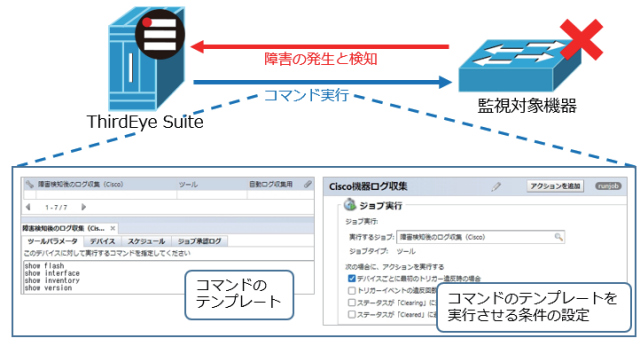 障害の発生と検知
コマンド実行
ThirdEye Suite
監視対象機器
障害検知後のログ収集 (Cisco)
ツール
自動ログ収集用
1-7/7
障害検知後のログ収集 (Cis... ×
ツールパラメータ デバイス スケジュール ジョブ承認ログ
このデバイスに対して実行するコマンドを指定してください
show flash
show interface
show inventory
show version
コマンドの
テンプレート
Cisco機器ログ収集
アクションを追加
runjob
ジョブ実行
ジョブ実行:
実行するジョブ: 障害検知後のログ収集 (Cisco)
ジョブタイプ: ツール
次の場合に、アクションを実行する
デバイスごとに最初のトリガー違反時の場合
トリガーイベントの違反回数
ステータスが「Clearing」に
ステータスが「Cleared」に
コマンドのテンプレートを
実行させる条件の設定